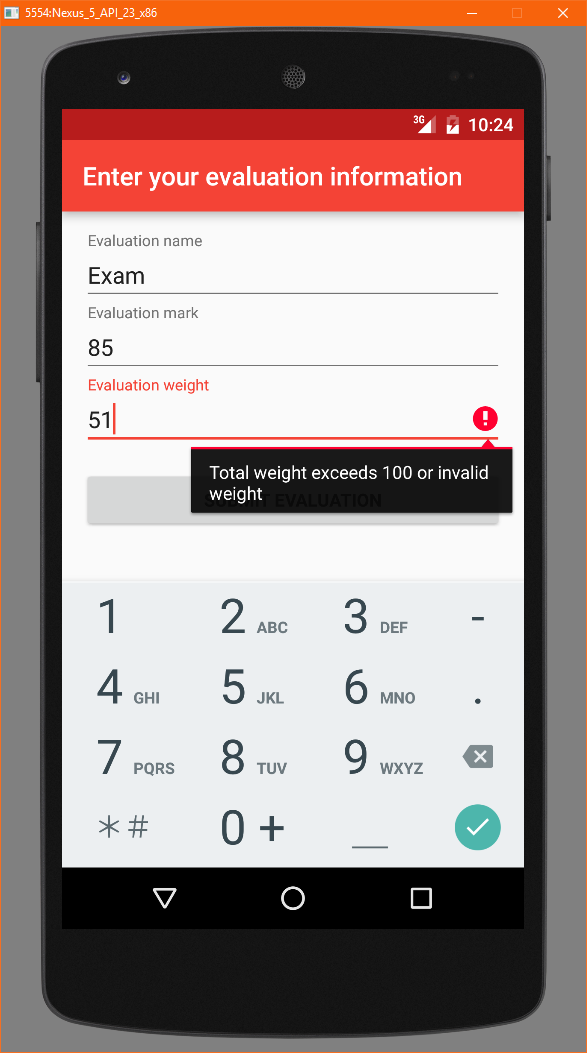 5554:Nexus_5_API_23_x86
3G 10:24
Enter your evaluation information
Evaluation name
Exam
Evaluation mark
85
Evaluation weight
51
Total weight exceeds 100 or invalid
weight
SUBMIT EVALUATION
1 2 ABC 3 DEF -
4 GHI 5 JKL 6 MNO .
7 PQRS 8 TUV 9 WXYZ
*# 0 + _